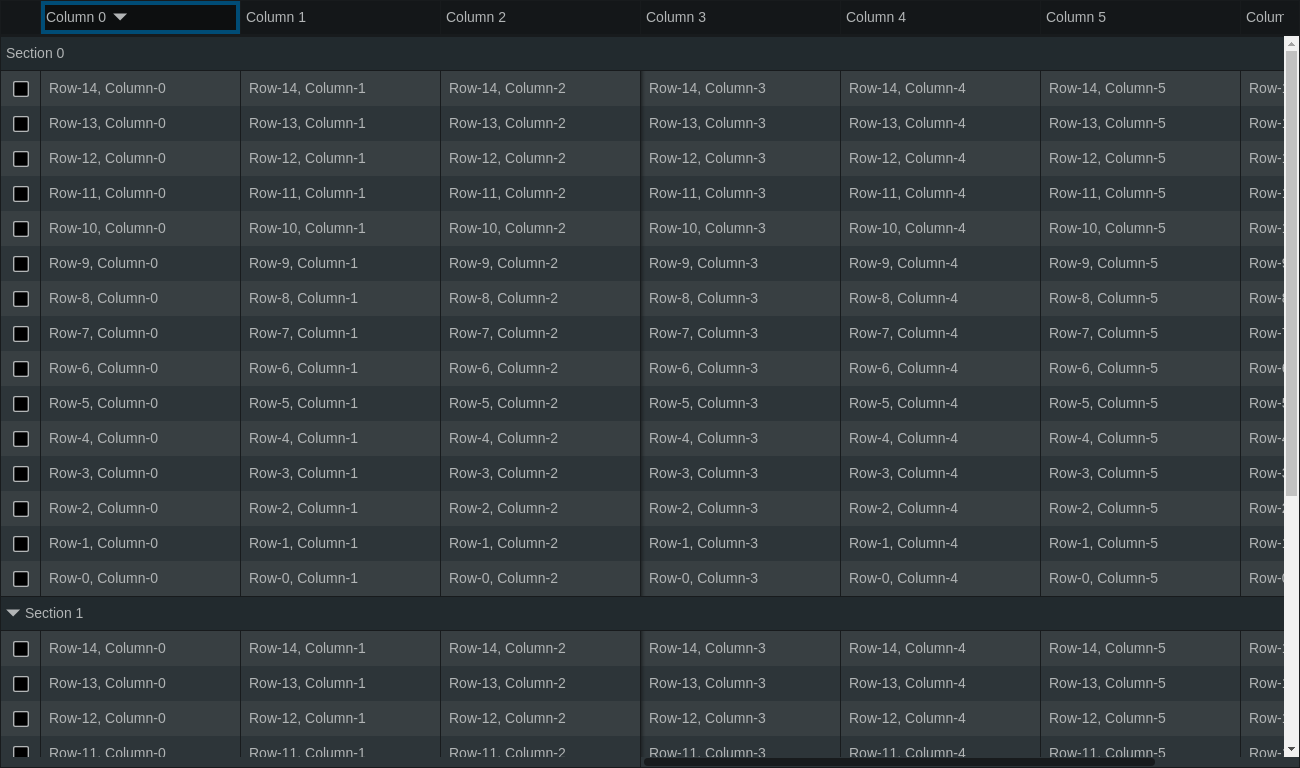 Column 0 Column 1 Column 2 Column 3 Column 4 Column 5 Colum
Section 0
Row-14, Column-0 Row-14, Column-1 Row-14, Column-2 Row-14, Column-3 Row-14, Column-4 Row-14, Column-5 Row-1
Row-13, Column-0 Row-13, Column-1 Row-13, Column-2 Row-13, Column-3 Row-13, Column-4 Row-13, Column-5 Row-1
Row-12, Column-0 Row-12, Column-1 Row-12, Column-2 Row-12, Column-3 Row-12, Column-4 Row-12, Column-5 Row-1
Row-11, Column-0 Row-11, Column-1 Row-11, Column-2 Row-11, Column-3 Row-11, Column-4 Row-11, Column-5 Row-1
Row-10, Column-0 Row-10, Column-1 Row-10, Column-2 Row-10, Column-3 Row-10, Column-4 Row-10, Column-5 Row-1
Row-9, Column-0 Row-9, Column-1 Row-9, Column-2 Row-9, Column-3 Row-9, Column-4 Row-9, Column-5 Row-9
Row-8, Column-0 Row-8, Column-1 Row-8, Column-2 Row-8, Column-3 Row-8, Column-4 Row-8, Column-5 Row-8
Row-7, Column-0 Row-7, Column-1 Row-7, Column-2 Row-7, Column-3 Row-7, Column-4 Row-7, Column-5 Row-7
Row-6, Column-0 Row-6, Column-1 Row-6, Column-2 Row-6, Column-3 Row-6, Column-4 Row-6, Column-5 Row-6
Row-5, Column-0 Row-5, Column-1 Row-5, Column-2 Row-5, Column-3 Row-5, Column-4 Row-5, Column-5 Row-5
Row-4, Column-0 Row-4, Column-1 Row-4, Column-2 Row-4, Column-3 Row-4, Column-4 Row-4, Column-5 Row-4
Row-3, Column-0 Row-3, Column-1 Row-3, Column-2 Row-3, Column-3 Row-3, Column-4 Row-3, Column-5 Row-3
Row-2, Column-0 Row-2, Column-1 Row-2, Column-2 Row-2, Column-3 Row-2, Column-4 Row-2, Column-5 Row-2
Row-1, Column-0 Row-1, Column-1 Row-1, Column-2 Row-1, Column-3 Row-1, Column-4 Row-1, Column-5 Row-1
Row-0, Column-0 Row-0, Column-1 Row-0, Column-2 Row-0, Column-3 Row-0, Column-4 Row-0, Column-5 Row-0
Section 1
Row-14, Column-0 Row-14, Column-1 Row-14, Column-2 Row-14, Column-3 Row-14, Column-4 Row-14, Column-5 Row-1
Row-13, Column-0 Row-13, Column-1 Row-13, Column-2 Row-13, Column-3 Row-13, Column-4 Row-13, Column-5 Row-1
Row-12, Column-0 Row-12, Column-1 Row-12, Column-2 Row-12, Column-3 Row-12, Column-4 Row-12, Column-5 Row-1
Row-11, Column-0 Row-11, Column-1 Row-11, Column-2 Row-11, Column-3 Row-11, Column-4 Row-11, Column-5 Row-1